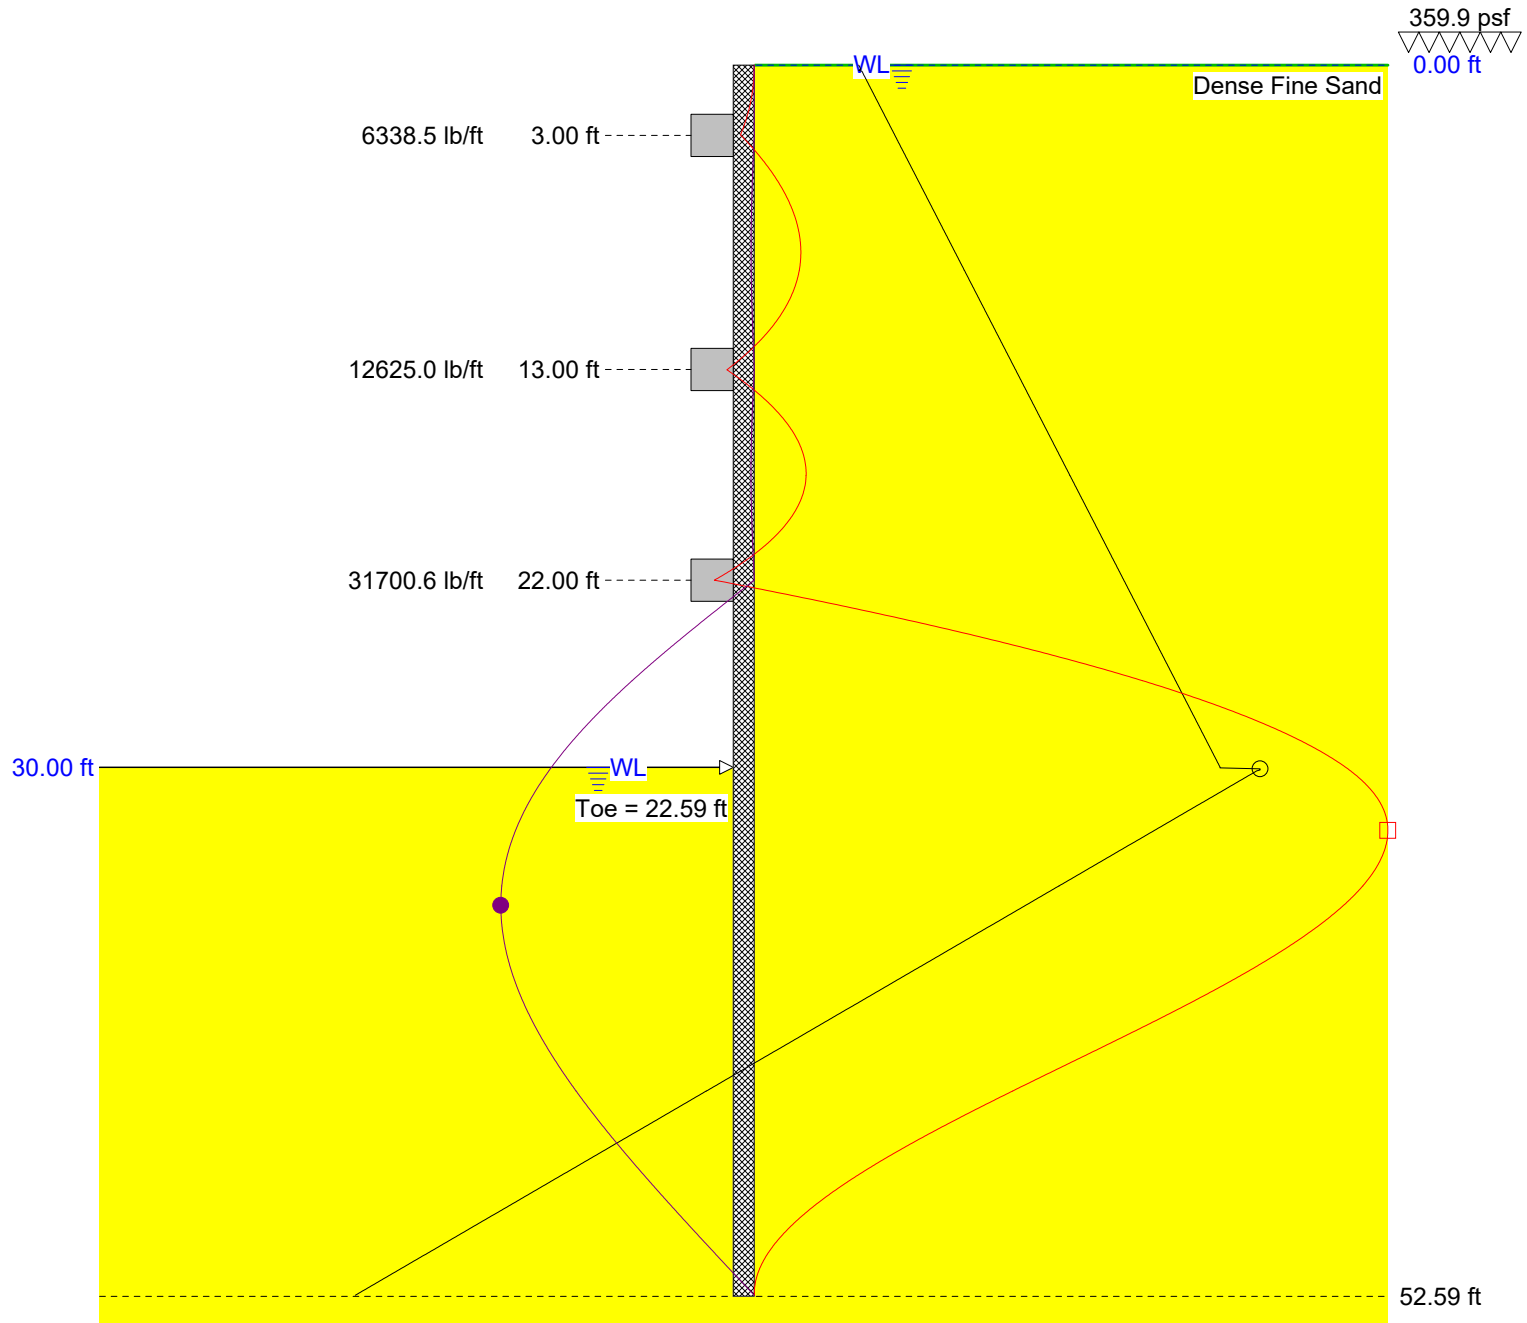 359.9 psf
WL 0.00 ft
Dense Fine Sand
6338.5 lb/ft 3.00 ft
12625.0 lb/ft 13.00 ft
31700.6 lb/ft 22.00 ft
30.00 ft WL
Toe = 22.59 ft
52.59 ft